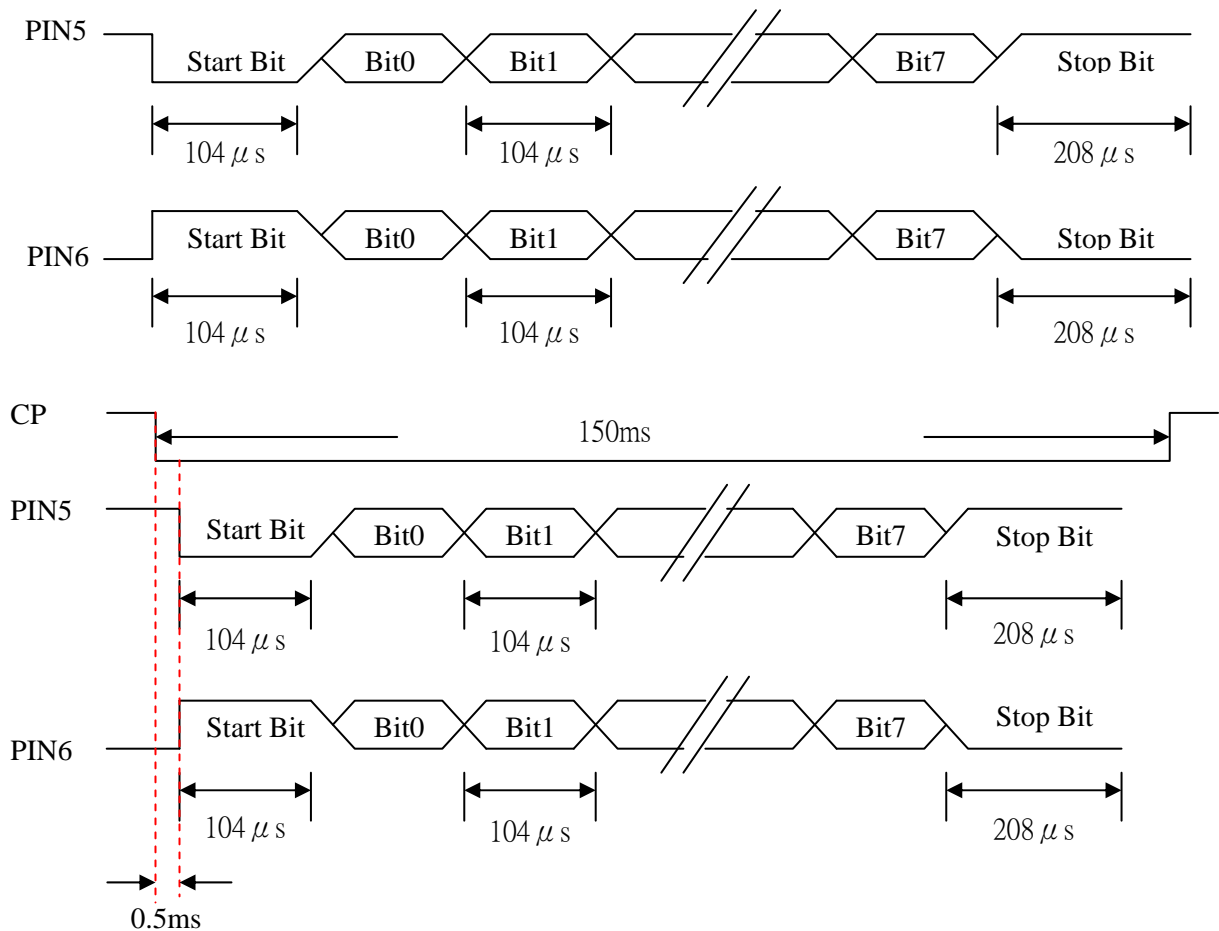 PIN5 Start Bit Bit0 Bit1 Bit7 Stop Bit
104 μ s 104 μ s 208 μ s
PIN6 Start Bit Bit0 Bit1 Bit7 Stop Bit
104 μ s 104 μ s 208 μ s
CP 150ms
PIN5 Start Bit Bit0 Bit1 Bit7 Stop Bit
104 μ s 104 μ s 208 μ s
PIN6 Start Bit Bit0 Bit1 Bit7 Stop Bit
104 μ s 104 μ s 208 μ s
0.5ms